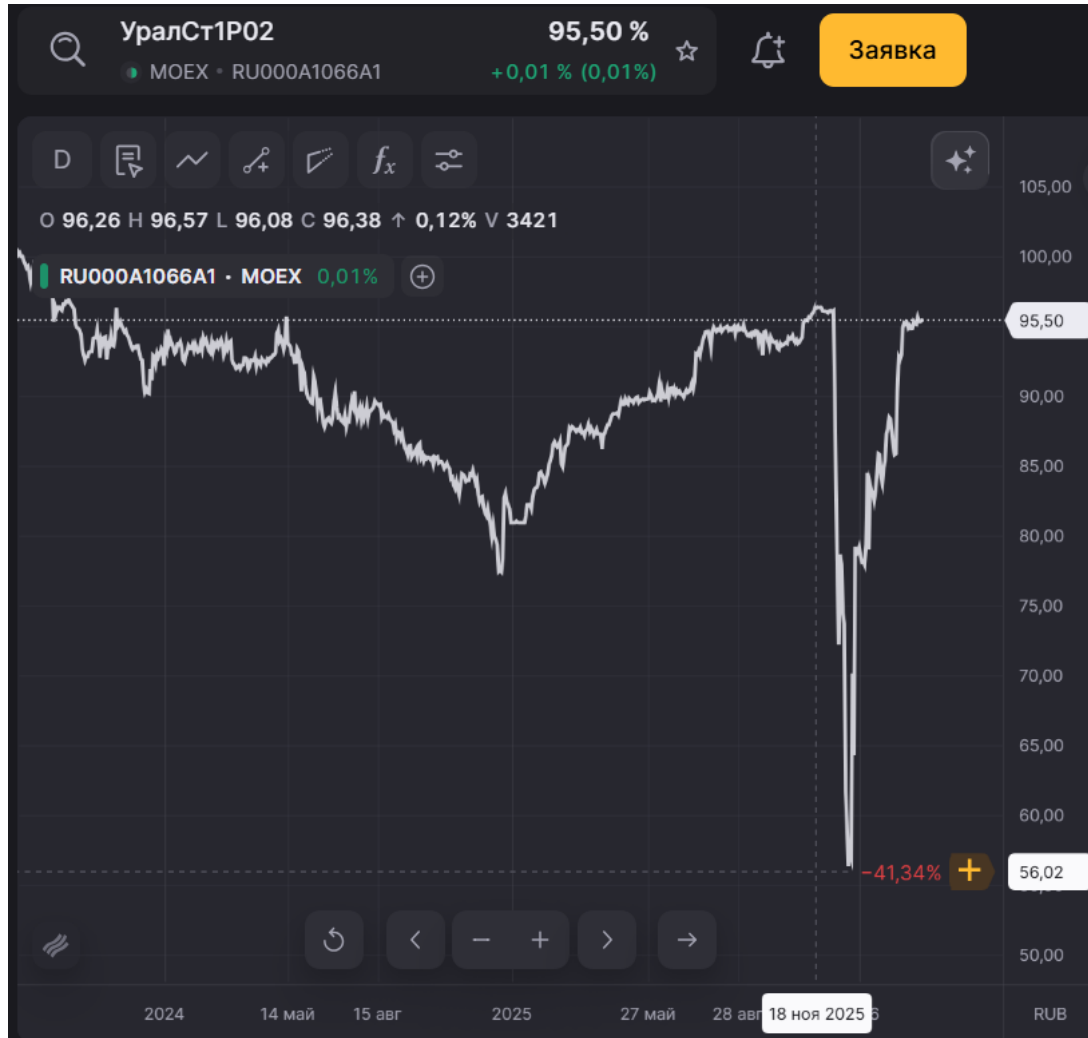 УралСт1Р02 95,50 %
MOEX • RU000A1066A1 +0,01 % (0,01%)
Заявка
D fx
O 96,26 H 96,57 L 96,08 C 96,38 ↑ 0,12% V 3421
RU000A1066A1 · MOEX 0,01%
105,00
100,00
95,50
90,00
85,00
80,00
75,00
70,00
65,00
60,00
−41,34% + 56,02
50,00
2024 14 май 15 авг 2025 27 май 28 авг 18 ноя 2025 6 RUB